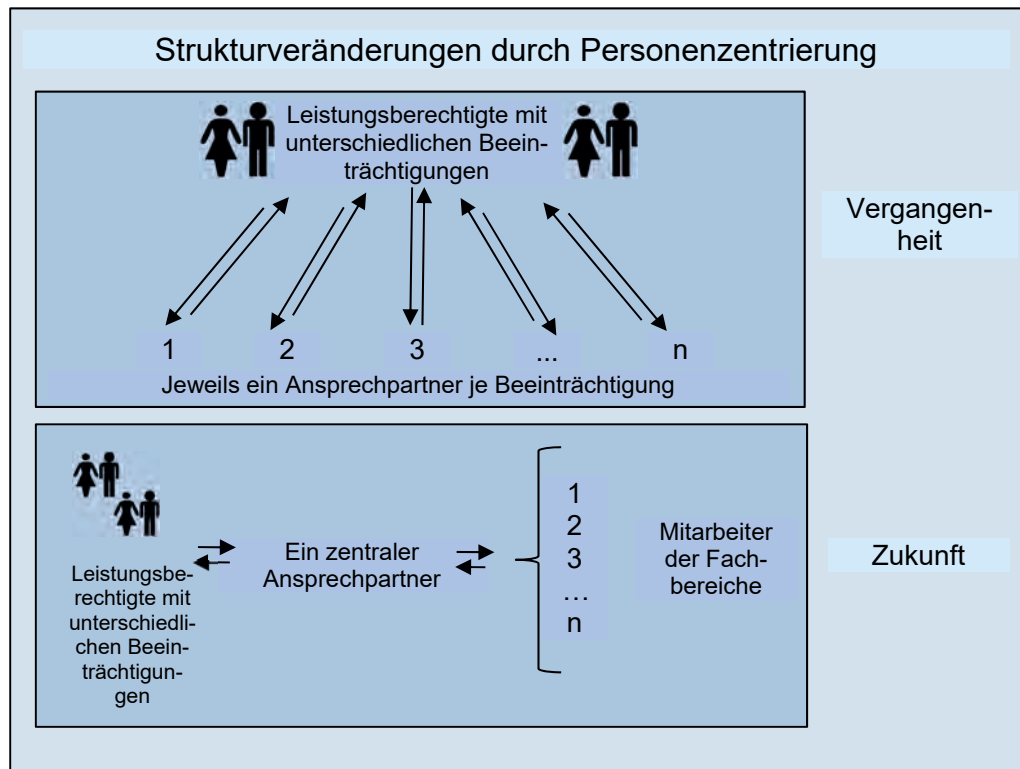 Strukturveränderungen durch Personenzentrierung
Leistungsberechtigte mit
unterschiedlichen Beein-
trächtigungen
1 2 3 ... n
Jeweils ein Ansprechpartner je Beeinträchtigung
Vergangen-
heit
Leistungsbe-
rechtigte mit
unterschiedli-
chen Beein-
trächtigun-
gen
Ein zentraler
Ansprechpartner
1
2
3
...
n
Mitarbeiter
der Fach-
bereiche
Zukunft